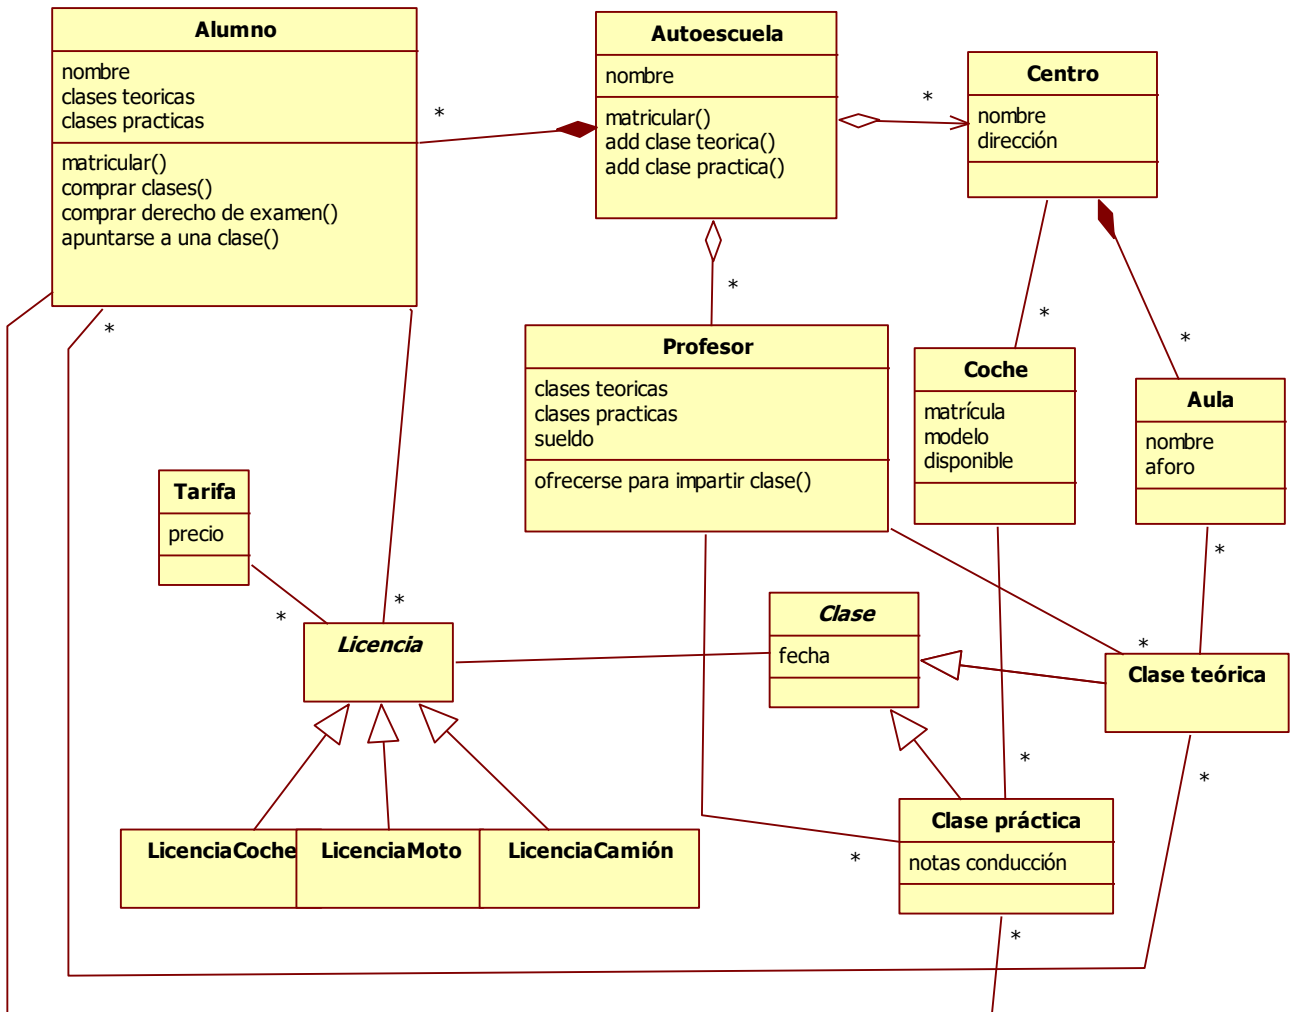 Alumno
nombre
clases teoricas
clases practicas
matricular()
comprar clases()
comprar derecho de examen()
apuntarse a una clase()
*
*
Autoescuela
nombre
matricular()
add clase teorica()
add clase practica()
*
*
Centro
nombre
dirección
*
*
Profesor
clases teoricas
clases practicas
sueldo
ofrecerse para impartir clase()
Coche
matrícula
modelo
disponible
Aula
nombre
aforo
*
Tarifa
precio
*
*
Licencia
Clase
fecha
*
Clase teórica
*
*
LicenciaCoche
LicenciaMoto
LicenciaCamión
*
Clase práctica
notas conducción
*